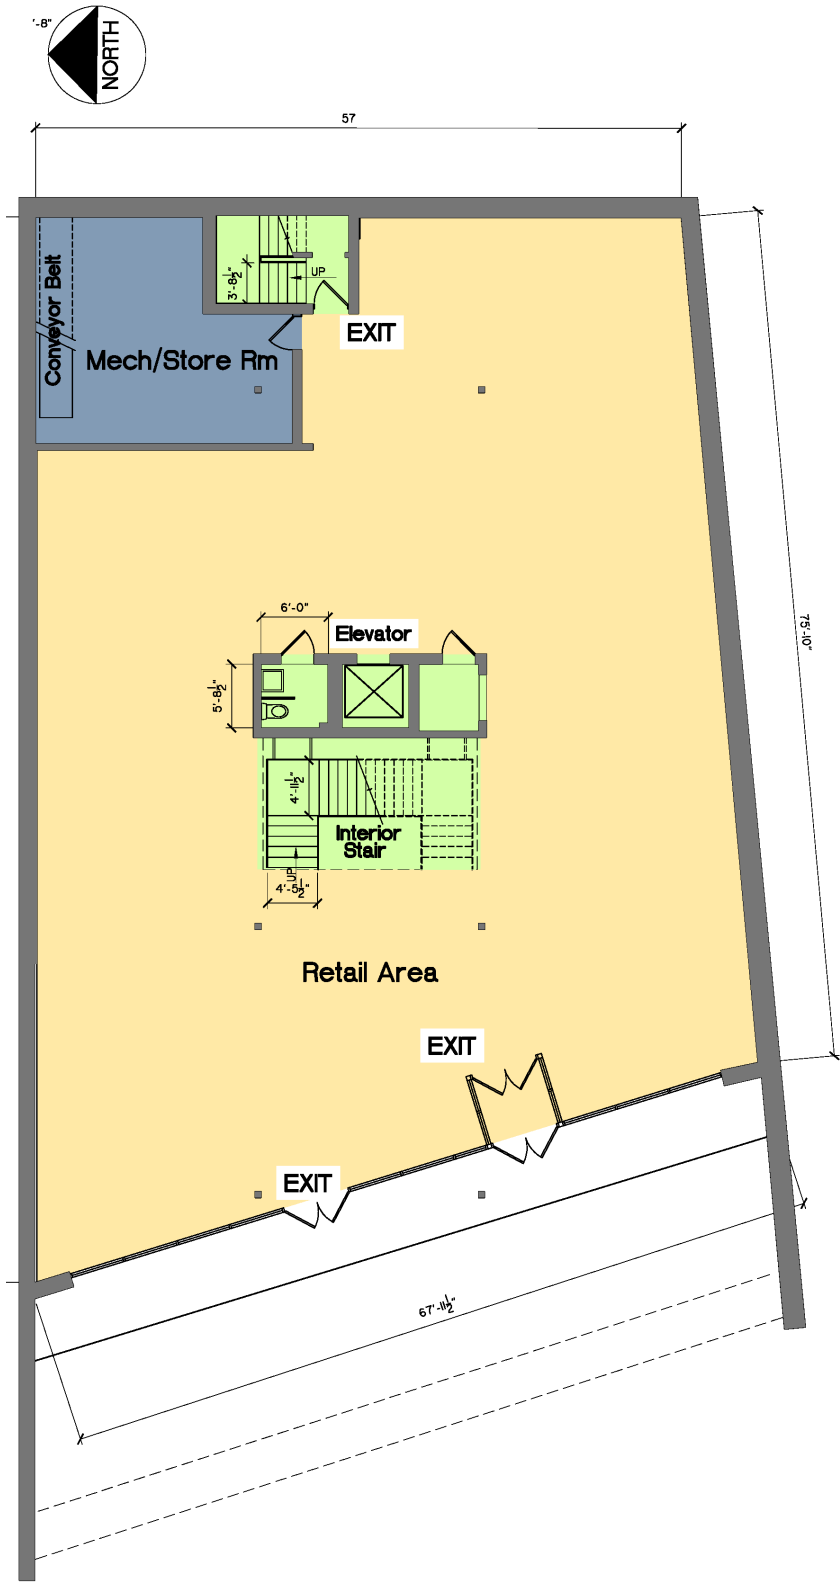 '-8"
NORTH
57
Conveyor Belt
3'-8½"
UP
EXIT
Mech/Store Rm
75'-10"
6'-0"
Elevator
5'-8½"
4'-11½"
Interior
Stair
UP
4'-5½"
Retail Area
EXIT
EXIT
67'-11½"